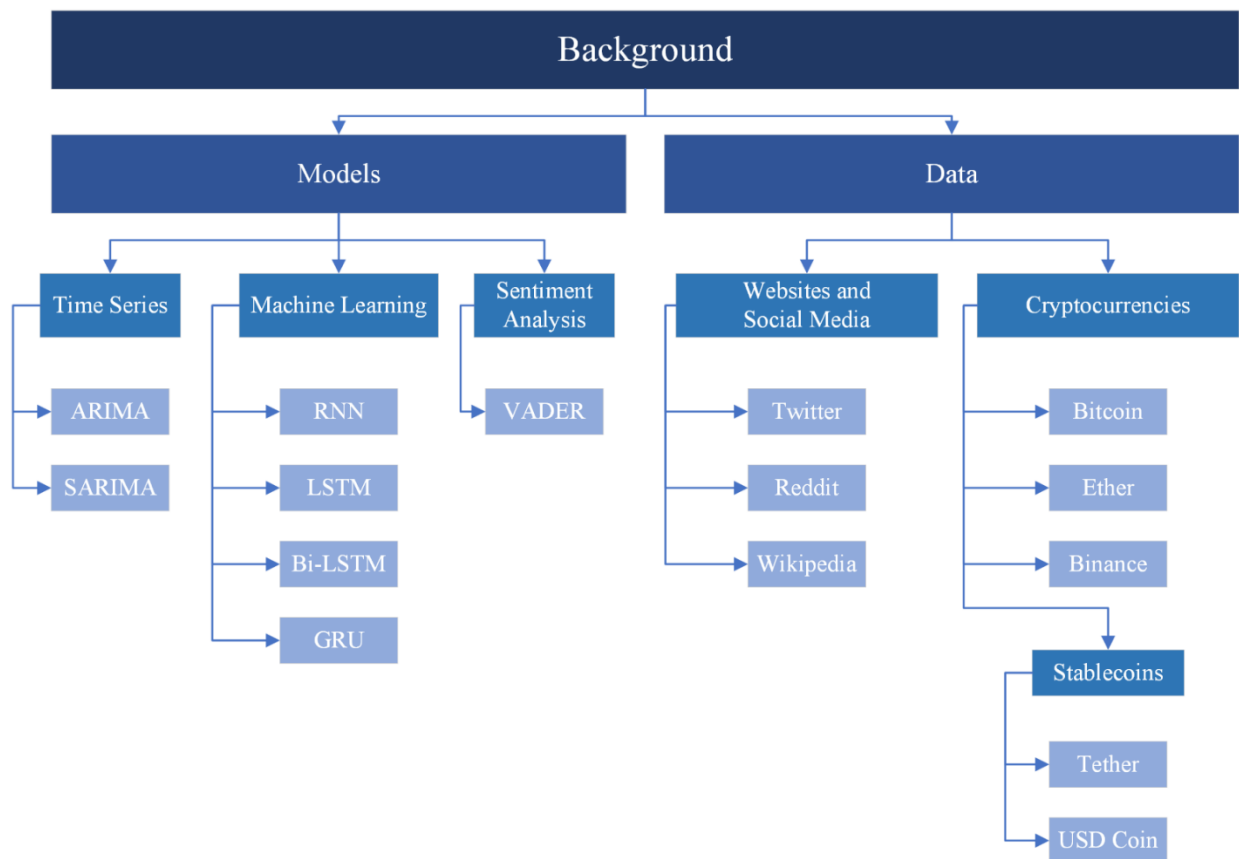 Background
Models
Data
Time Series
Machine Learning
Sentiment
Analysis
Websites and
Social Media
Cryptocurrencies
ARIMA
RNN
VADER
Twitter
Bitcoin
SARIMA
LSTM
Reddit
Ether
Bi-LSTM
Wikipedia
Binance
GRU
Stablecoins
Tether
USD Coin